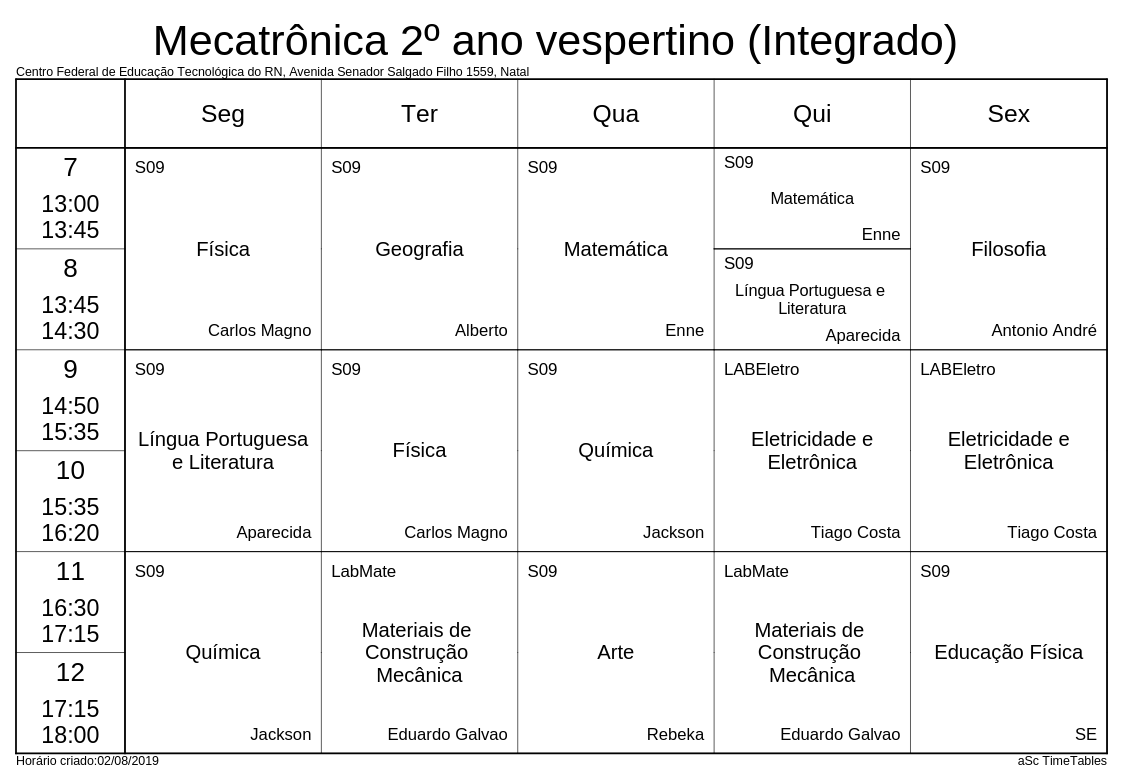 Mecatrônica 2º ano vespertino (Integrado)
Centro Federal de Educação Tecnológica do RN, Avenida Senador Salgado Filho 1559, Natal
Seg Ter Qua Qui Sex
7
13:00
13:45
8
13:45
14:30
S09
Física
Carlos Magno
S09
Geografia
Alberto
S09
Matemática
Enne
S09
Matemática
Enne
S09
Língua Portuguesa e
Literatura
Aparecida
S09
Filosofia
Antonio André
9
14:50
15:35
10
15:35
16:20
S09
Língua Portuguesa
e Literatura
Aparecida
S09
Física
Carlos Magno
S09
Química
Jackson
LABEletro
Eletricidade e
Eletrônica
Tiago Costa
LABEletro
Eletricidade e
Eletrônica
Tiago Costa
11
16:30
17:15
12
17:15
18:00
S09
Química
Jackson
LabMate
Materiais de
Construção
Mecânica
Eduardo Galvao
S09
Arte
Rebeka
LabMate
Materiais de
Construção
Mecânica
Eduardo Galvao
S09
Educação Física
SE
Horário criado:02/08/2019
aSc TimeTables